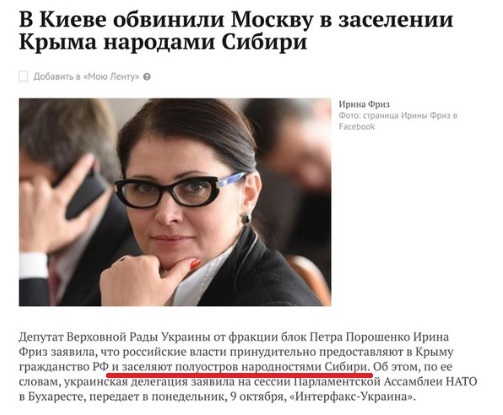 В Киеве обвинили Москву в заселении
Крыма народами Сибири
Добавить в «Мою Ленту» ?
Ирина Фриз
Фото: страница Ирины Фриз в
Facebook
Депутат Верховной Рады Украины от фракции блок Петра Порошенко Ирина
Фриз заявила, что российские власти принудительно предоставляют в Крыму
гражданство РФ и заселяют полуостров народностями Сибири. Об этом, по ее
словам, украинская делегация заявила на сессии Парламентской Ассамблеи НАТО
в Бухаресте, передает в понедельник, 9 октября, «Интерфакс-Украина».